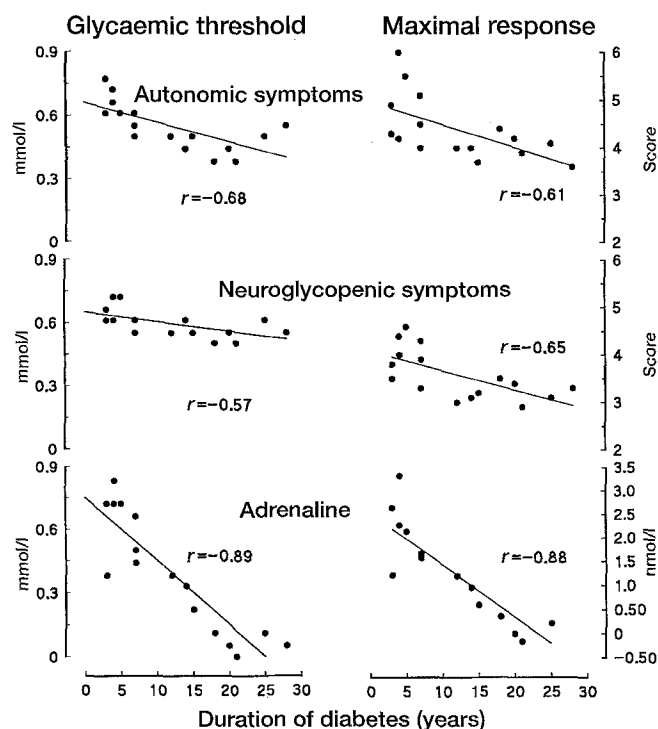 Glycaemic threshold
Maximal response
0.9
0.6
0.3
0
mmol/l
Autonomic symptoms
r=-0.68
r=-0.61
6
5
4
3
2
Score
0.9
0.6
0.3
0
mmol/l
Neuroglycopenic symptoms
r=-0.57
r=-0.65
6
5
4
3
2
Score
0.9
0.6
0.3
0
mmol/l
Adrenaline
r=-0.89
r=-0.88
3.5
3.0
2.5
2.0
1.5
1.0
0.50
0
-0.50
nmol/l
0 5 10 15 20 25 30
0 5 10 15 20 25 30
Duration of diabetes (years)